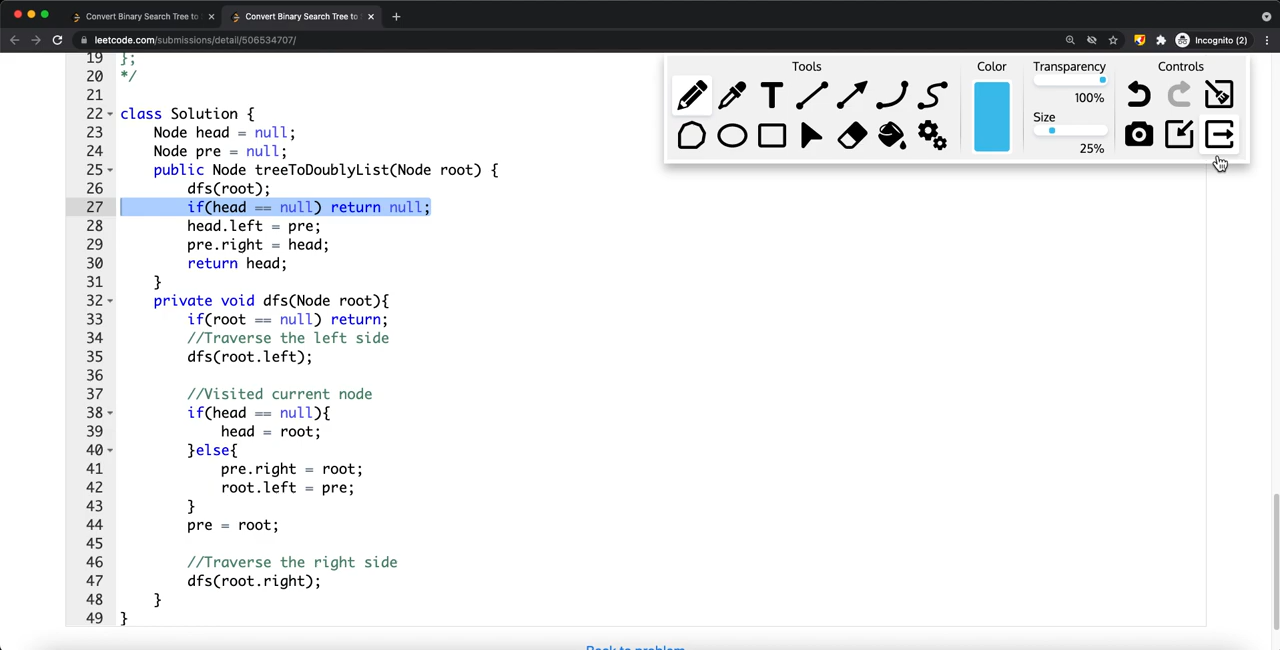 Convert Binary Search Tree to
Convert Binary Search Tree to
leetcode.com/submissions/detail/506534707/
Incognito (2)
Tools
Color
Transparency
Controls
100%
Size
25%
T
19 };
20 */
21
22 class Solution {
23 Node head = null;
24 Node pre = null;
25 public Node treeToDoublyList(Node root) {
26 dfs(root);
27 if(head == null) return null;
28 head.left = pre;
29 pre.right = head;
30 return head;
31 }
32 private void dfs(Node root){
33 if(root == null) return;
34 //Traverse the left side
35 dfs(root.left);
36
37 //Visited current node
38 if(head == null){
39 head = root;
40 }else{
41 pre.right = root;
42 root.left = pre;
43 }
44 pre = root;
45
46 //Traverse the right side
47 dfs(root.right);
48 }
49 }
Back to problem